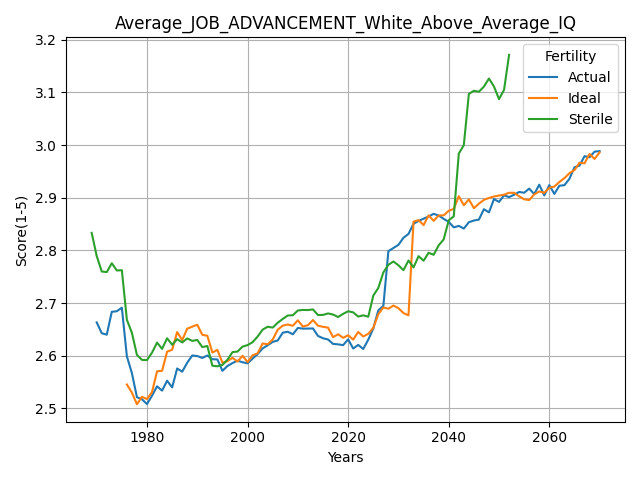 Average_JOB_ADVANCEMENT_White_Above_Average_IQ
Score(1-5)
3.2
3.1
3.0
2.9
2.8
2.7
2.6
2.5
Fertility
Actual
Ideal
Sterile
1980 2000 2020 2040 2060
Years